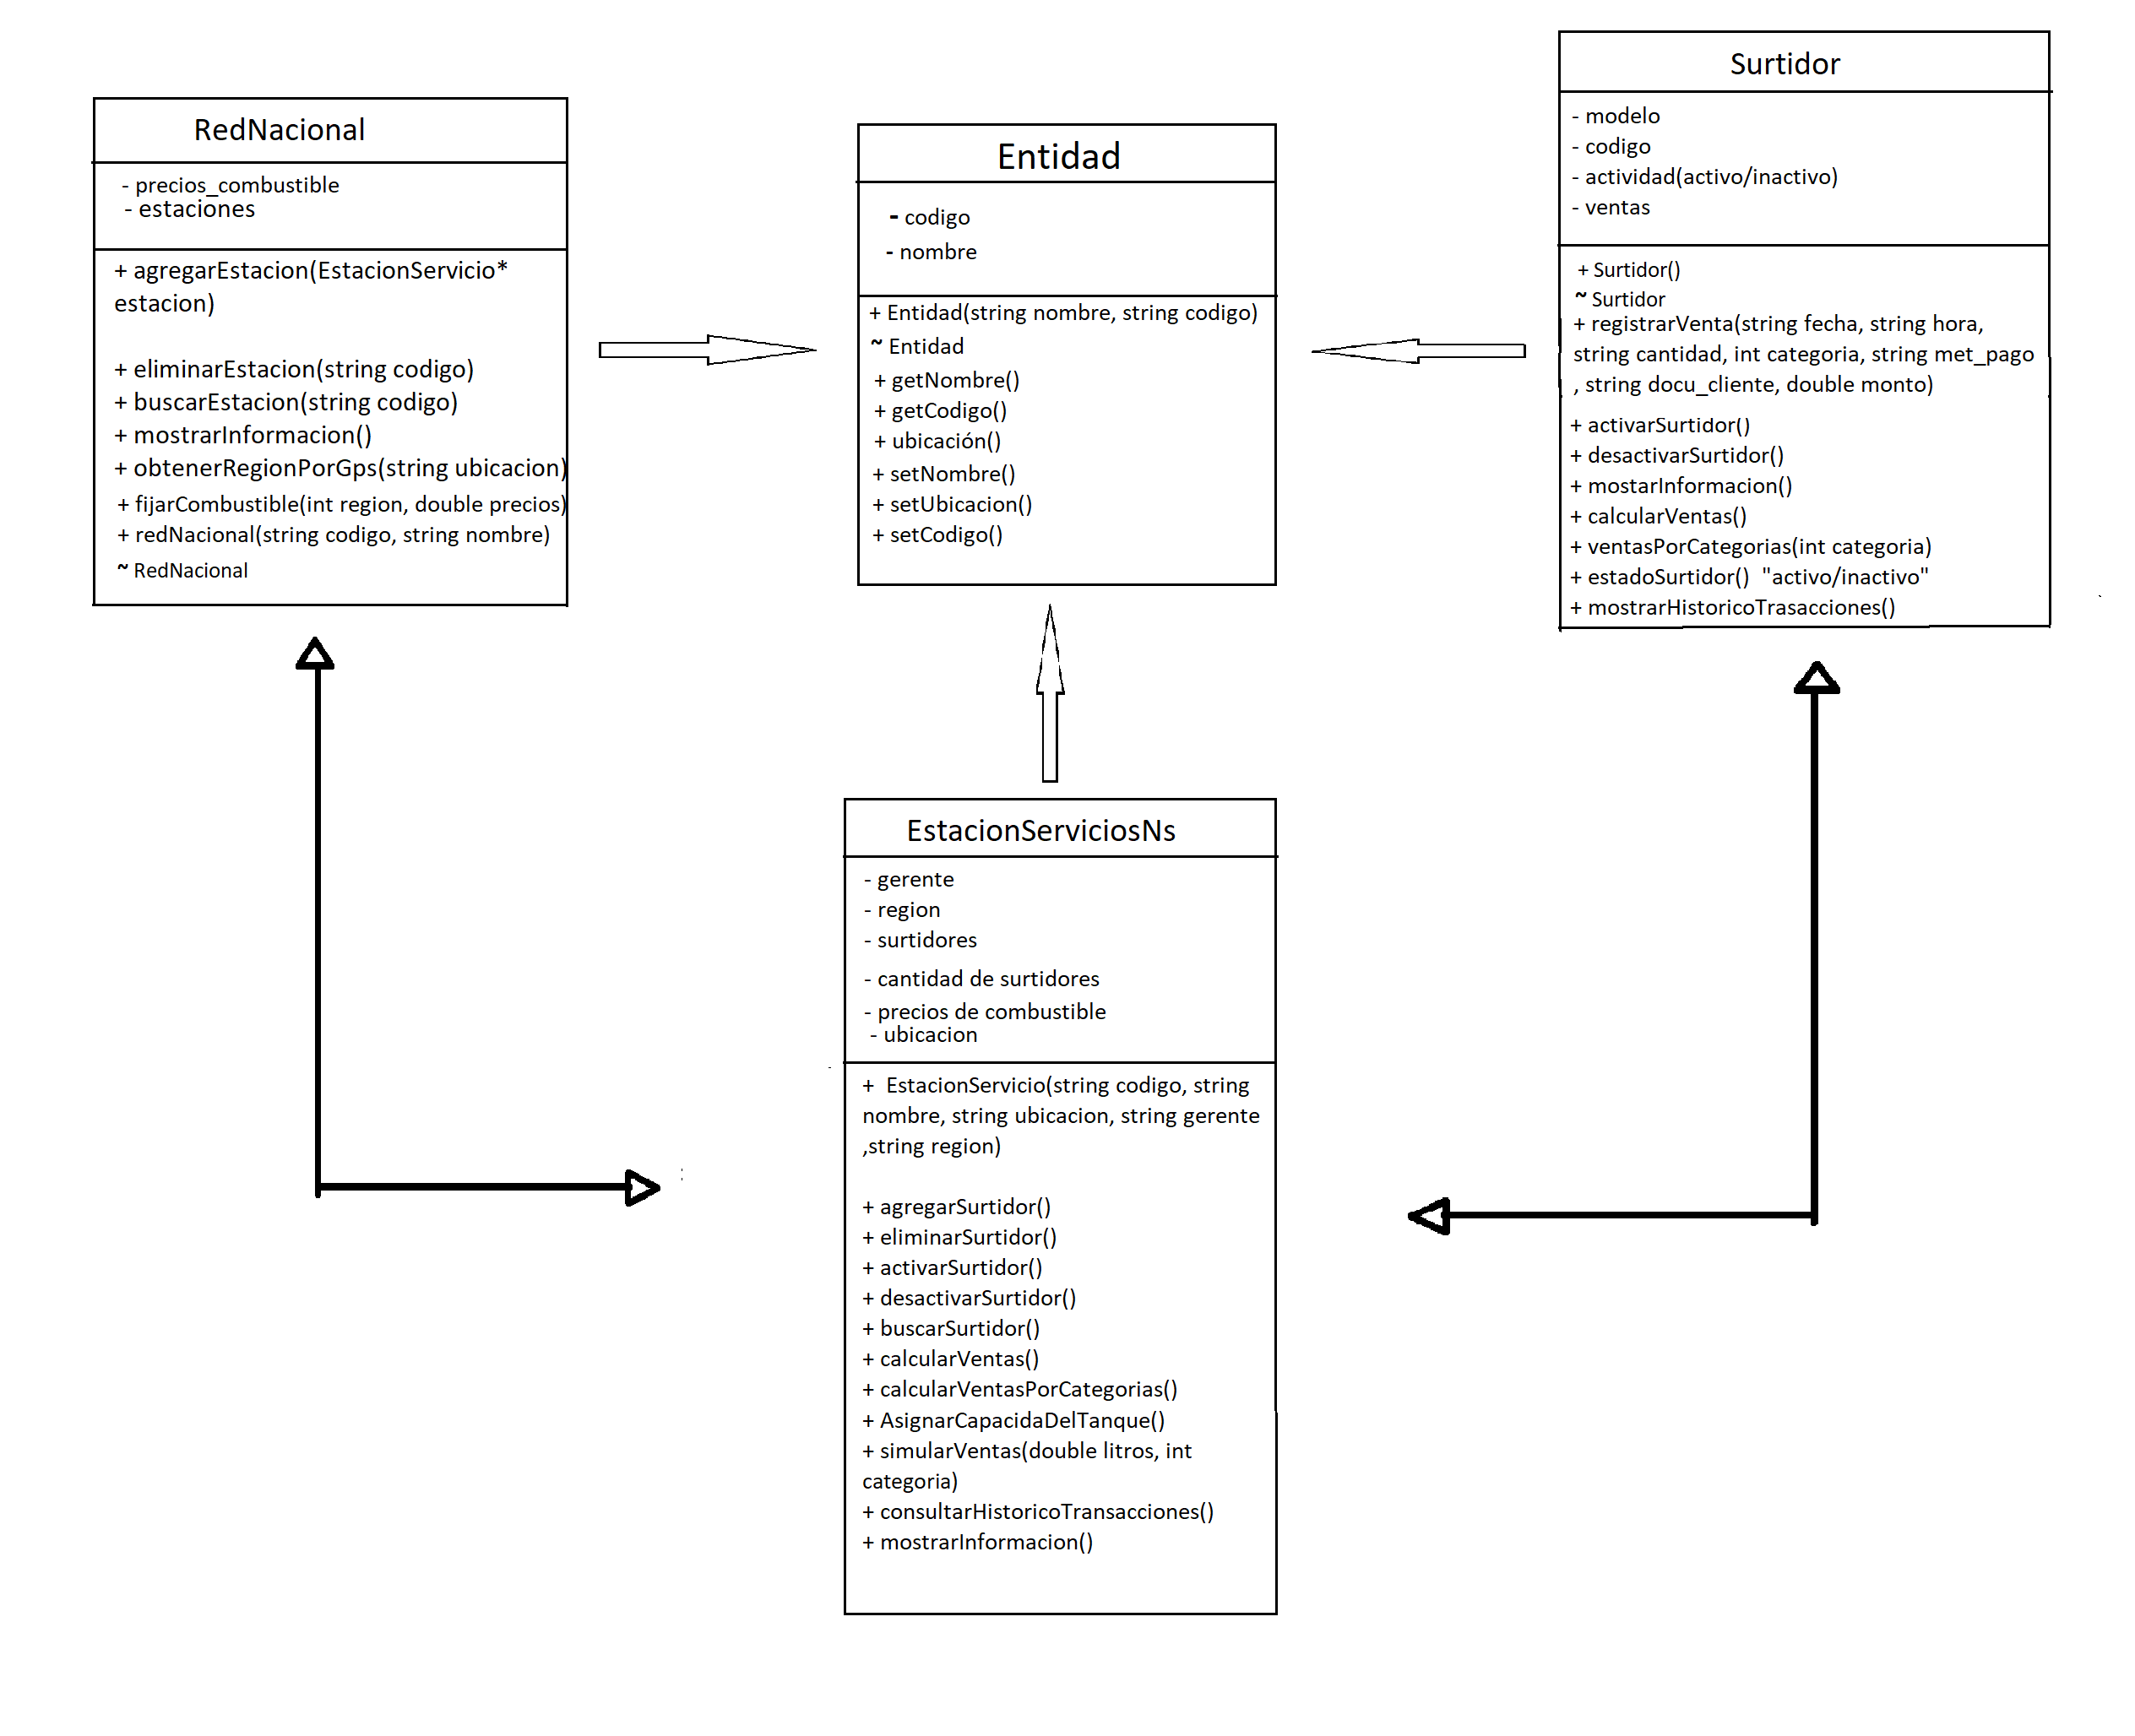 RedNacional
- precios_combustible
- estaciones
+ agregarEstacion(EstacionServicio*
estacion)
+ eliminarEstacion(string codigo)
+ buscarEstacion(string codigo)
+ mostrarInformacion()
+ obtenerRegionPorGps(string ubicacion)
+ fijarCombustible(int region, double precios)
+ redNacional(string codigo, string nombre)
~ RedNacional
Entidad
- codigo
- nombre
+ Entidad(string nombre, string codigo)
~ Entidad
+ getNombre()
+ getCodigo()
+ ubicación()
+ setNombre()
+ setUbicacion()
+ setCodigo()
Surtidor
- modelo
- codigo
- actividad(activo/inactivo)
- ventas
+ Surtidor()
~ Surtidor
+ registrarVenta(string fecha, string hora,
string cantidad, int categoria, string met_pago
, string docu_cliente, double monto)
+ activarSurtidor()
+ desactivarSurtidor()
+ mostarInformacion()
+ calcularVentas()
+ ventasPorCategorias(int categoria)
+ estadoSurtidor() "activo/inactivo"
+ mostrarHistoricoTrasacciones()
EstacionServiciosNs
- gerente
- region
- surtidores
- cantidad de surtidores
- precios de combustible
- ubicacion
+ EstacionServicio(string codigo, string
nombre, string ubicacion, string gerente
,string region)
+ agregarSurtidor()
+ eliminarSurtidor()
+ activarSurtidor()
+ desactivarSurtidor()
+ buscarSurtidor()
+ calcularVentas()
+ calcularVentasPorCategorias()
+ AsignarCapacidaDelTanque()
+ simularVentas(double litros, int
categoria)
+ consultarHistoricoTransacciones()
+ mostrarInformacion()